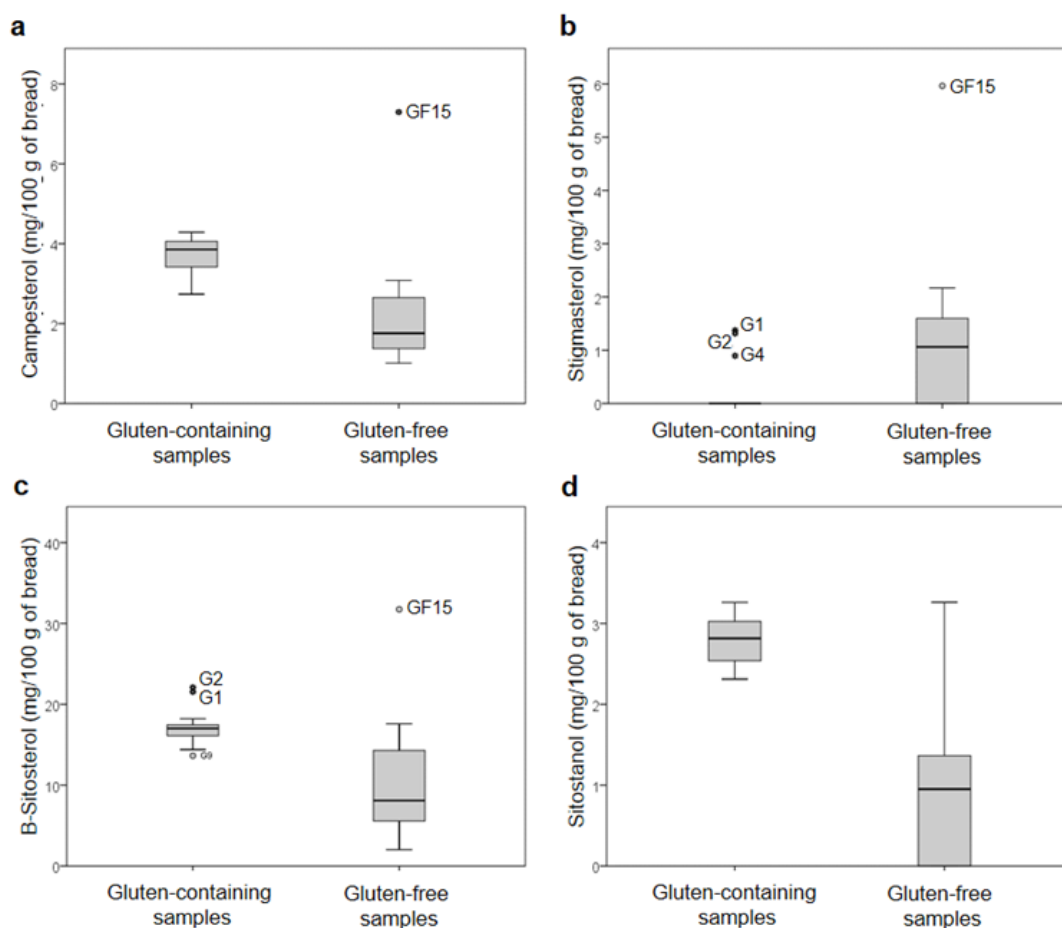 a
Campesterol (mg/100 g of bread)
8
6
4
2
0
GF15
Gluten-containing
samples
Gluten-free
samples
b
Stigmasterol (mg/100 g of bread)
6
5
4
3
2
1
0
GF15
G1
G2
G4
Gluten-containing
samples
Gluten-free
samples
c
B-Sitosterol (mg/100 g of bread)
40
30
20
10
0
GF15
G2
G1
G9
Gluten-containing
samples
Gluten-free
samples
d
Sitostanol (mg/100 g of bread)
4
3
2
1
0
Gluten-containing
samples
Gluten-free
samples